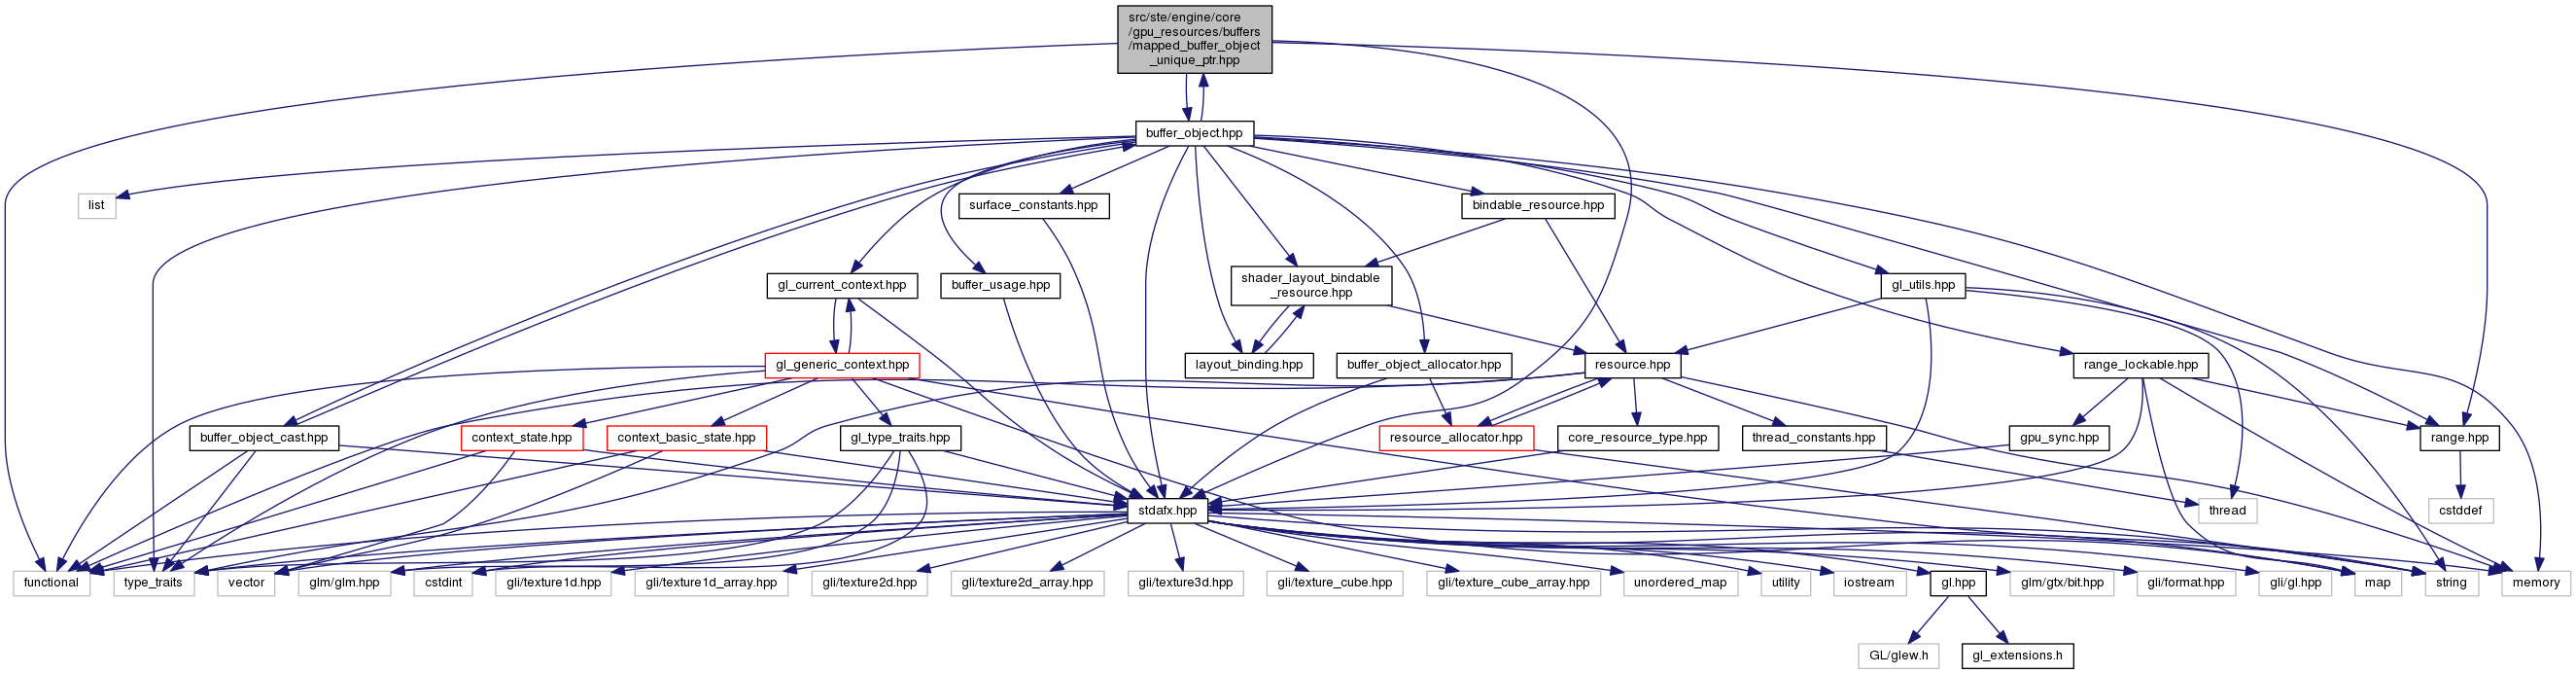 src/ste/engine/core
/gpu_resources/buffers
/mapped_buffer_object
_unique_ptr.hpp
buffer_object.hpp
list
surface_constants.hpp
bindable_resource.hpp
gl_current_context.hpp
buffer_usage.hpp
shader_layout_bindable
_resource.hpp
gl_utils.hpp
gl_generic_context.hpp
layout_binding.hpp
buffer_object_allocator.hpp
resource.hpp
range_lockable.hpp
buffer_object_cast.hpp
context_state.hpp
context_basic_state.hpp
gl_type_traits.hpp
resource_allocator.hpp
core_resource_type.hpp
thread_constants.hpp
gpu_sync.hpp
range.hpp
stdafx.hpp
thread
cstddef
functional
type_traits
vector
glm/glm.hpp
cstdint
gli/texture1d.hpp
gli/texture1d_array.hpp
gli/texture2d.hpp
gli/texture2d_array.hpp
gli/texture3d.hpp
gli/texture_cube.hpp
gli/texture_cube_array.hpp
unordered_map
utility
iostream
gl.hpp
glm/gtx/bit.hpp
gli/format.hpp
gli/gl.hpp
map
string
memory
GL/glew.h
gl_extensions.h